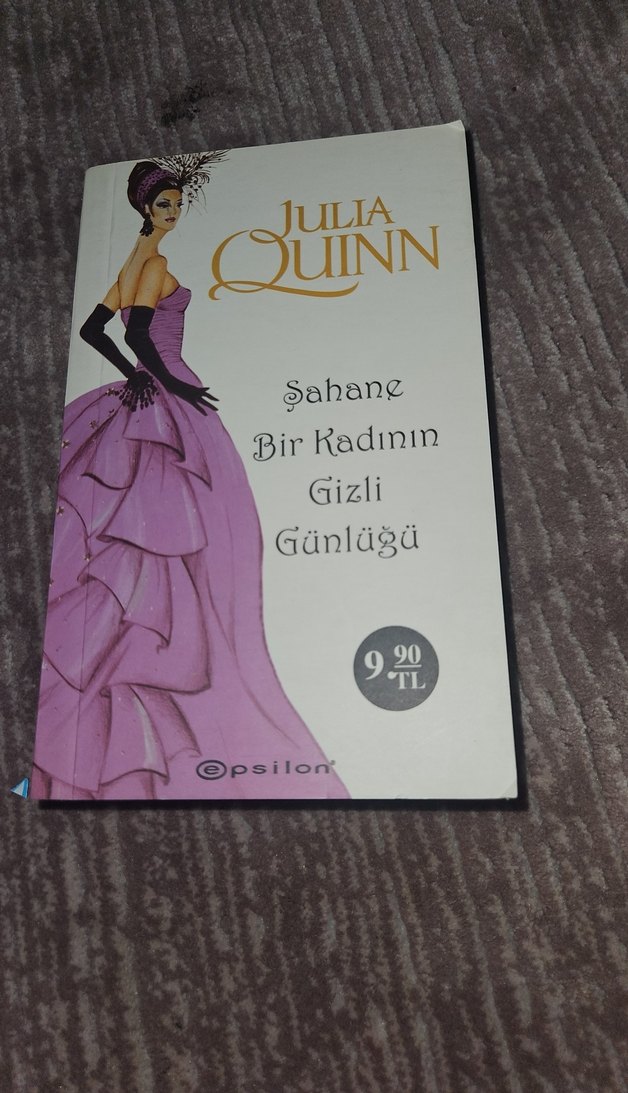 JULIA
QUINN
Şahane
Bir Kadının
Gizli
Günlüğü
9.90
TL
epsilon